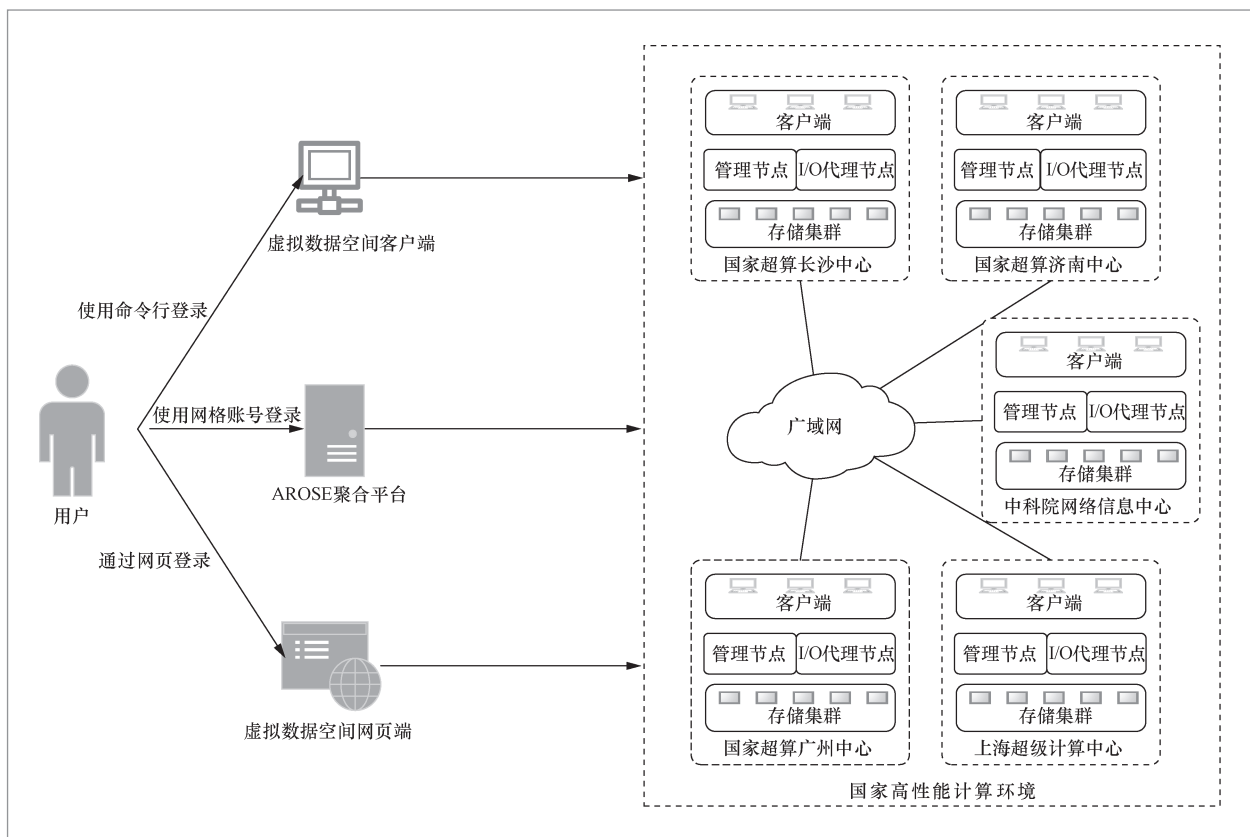 虚拟数据空间客户端
使用命令行登录
使用网格账号登录
AROSE聚合平台
用户
通过网页登录
虚拟数据空间网页端
客户端
管理节点
I/O代理节点
存储集群
国家超算长沙中心
客户端
管理节点
I/O代理节点
存储集群
国家超算济南中心
广域网
客户端
管理节点
I/O代理节点
存储集群
中科院网络信息中心
客户端
管理节点
I/O代理节点
存储集群
国家超算广州中心
客户端
管理节点
I/O代理节点
存储集群
上海超级计算中心
国家高性能计算环境